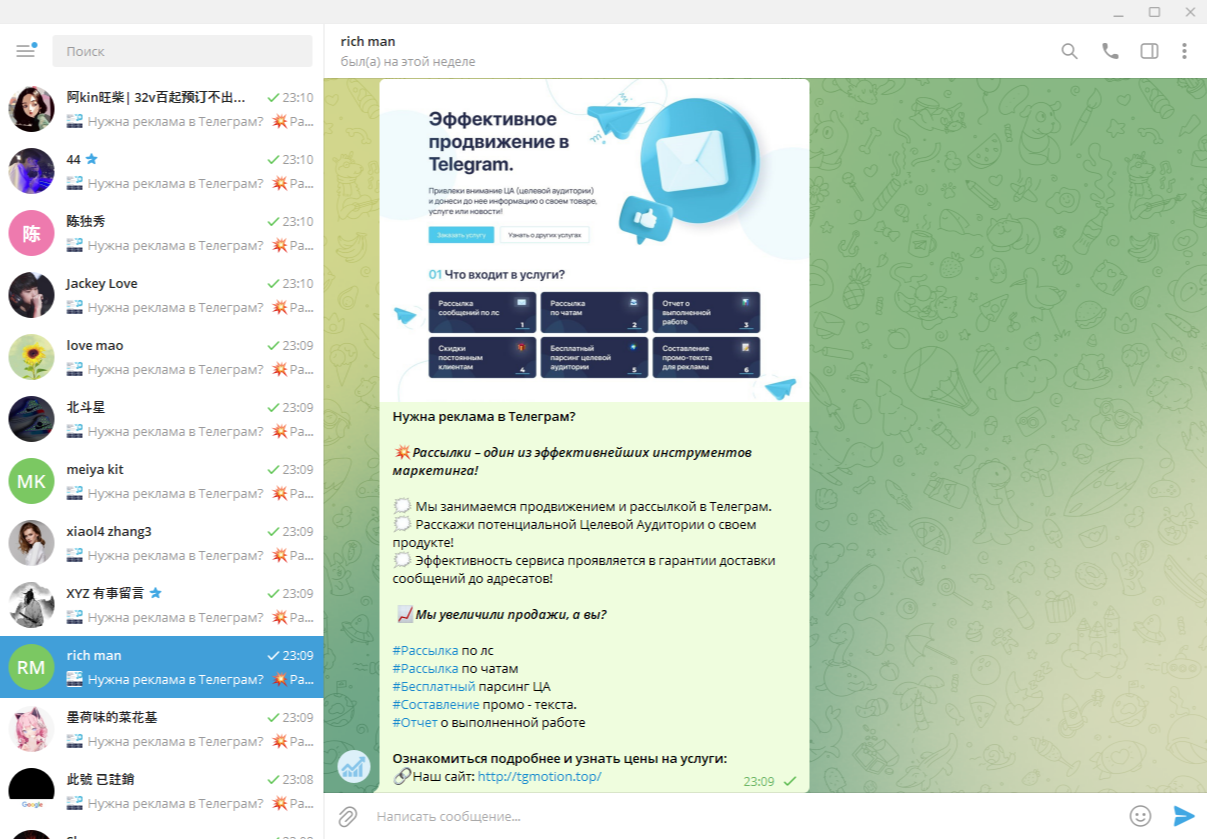 Поиск
阿kin旺柴| 32v百起预订不出... 23:10
Нужна реклама в Телеграм? 💥Ра...
44 23:10
Нужна реклама в Телеграм? 💥Ра...
陈
陈独秀 23:10
Нужна реклама в Телеграм? 💥Ра...
Jackey Love 23:10
Нужна реклама в Телеграм? 💥Ра...
love mao 23:09
Нужна реклама в Телеграм? 💥Ра...
北斗星 23:09
Нужна реклама в Телеграм? 💥Ра...
MK
meiya kit 23:09
Нужна реклама в Телеграм? 💥Ра...
xiaol4 zhang3 23:09
Нужна реклама в Телеграм? 💥Ра...
XYZ 有事留言 23:09
Нужна реклама в Телеграм? 💥Ра...
RM
rich man 23:09
Нужна реклама в Телеграм? 💥Ра...
墨荷味的菜花基 23:09
Нужна реклама в Телеграм? 💥Ра...
Google
此號 已註銷 23:08
Нужна реклама в Телеграм? 💥Ра...
rich man
был(а) на этой неделе
Эффективное
продвижение в
Telegram.
Привлеки внимание ЦА (целевой аудитории)
и донеси до нее информацию о своем товаре,
услуге или новости!
Заказать услугу
Узнать о других услугах
01 Что входит в услуги?
Рассылка
сообщений по лс
1
Рассылка
по чатам
2
Отчет о
выполненной
работе
3
Скидки
постоянным
клиентам
4
Бесплатный
парсинг целевой
аудитории
5
Составление
промо-текста
для рекламы
6
Нужна реклама в Телеграм?
💥Рассылки – один из эффективнейших инструментов
маркетинга!
💭 Мы занимаемся продвижением и рассылкой в Телеграм.
💭 Расскажи потенциальной Целевой Аудитории о своем
продукте!
💭 Эффективность сервиса проявляется в гарантии доставки
сообщений до адресатов!
📈Мы увеличили продажи, а вы?
#Рассылка по лс
#Рассылка по чатам
#Бесплатный парсинг ЦА
#Составление промо - текста.
#Отчет о выполненной работе
Ознакомиться подробнее и узнать цены на услуги:
🔗Наш сайт: http://tgmotion.top/
23:09
Написать сообщение...